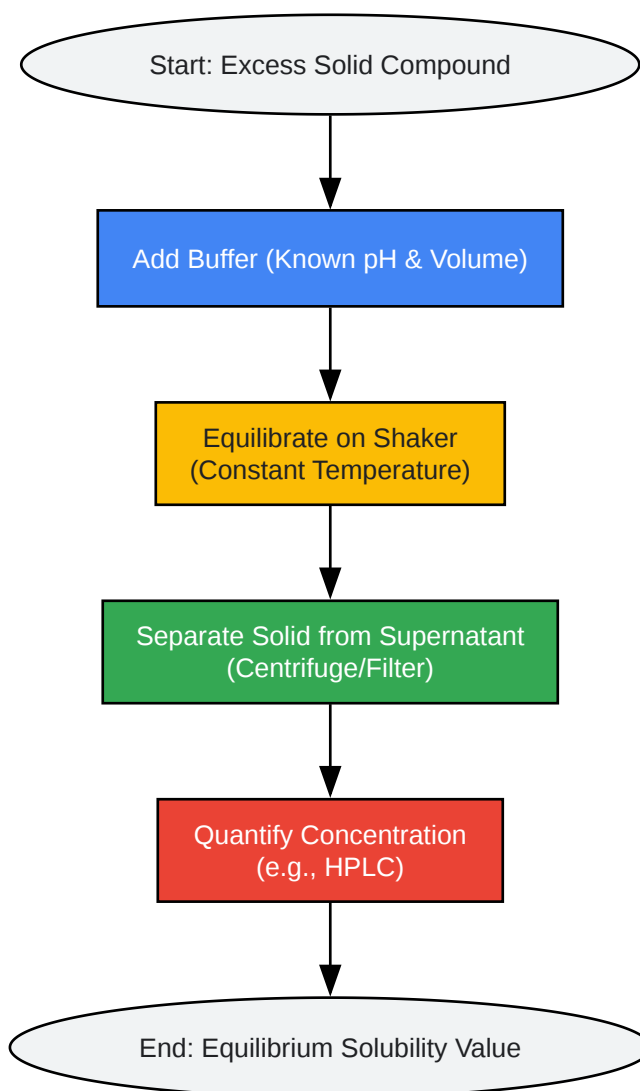 Start: Excess Solid Compound
Add Buffer (Known pH & Volume)
Equilibrate on Shaker
(Constant Temperature)
Separate Solid from Supernatant
(Centrifuge/Filter)
Quantify Concentration
(e.g., HPLC)
End: Equilibrium Solubility Value